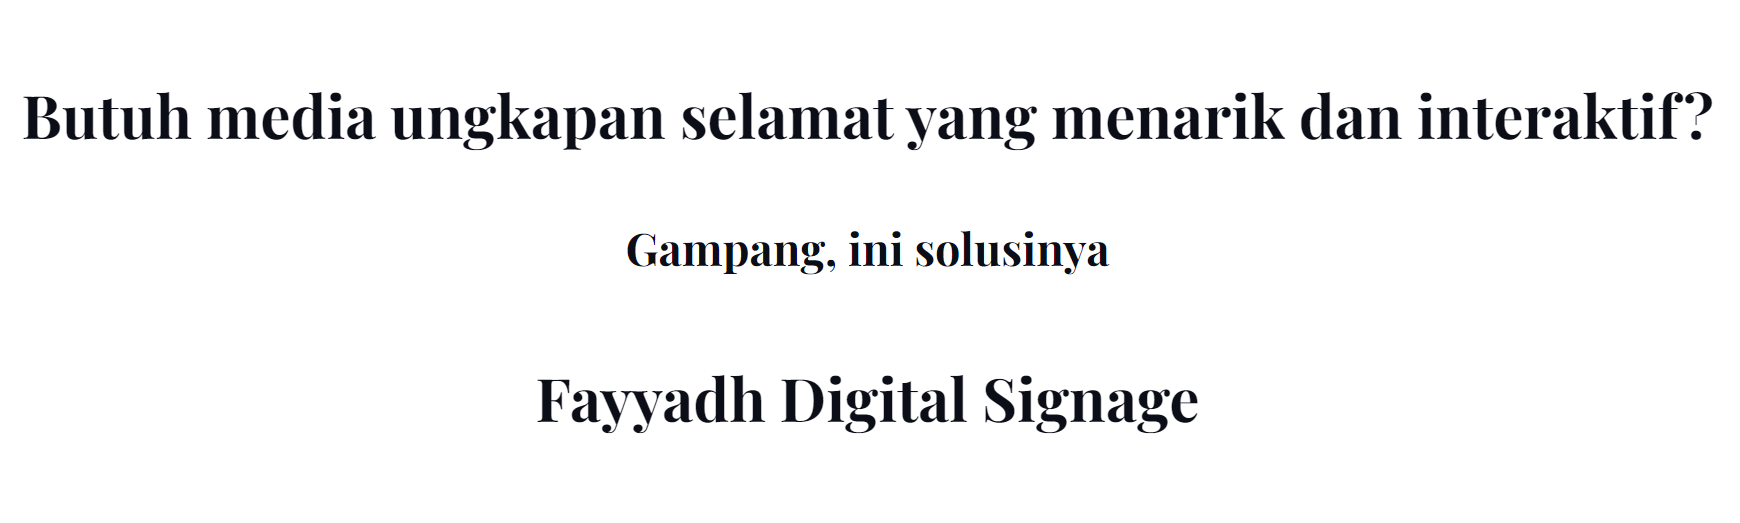 Butuh media ungkapan selamat yang menarik dan interaktif?
Gampang, ini solusinya
Fayyadh Digital Signage